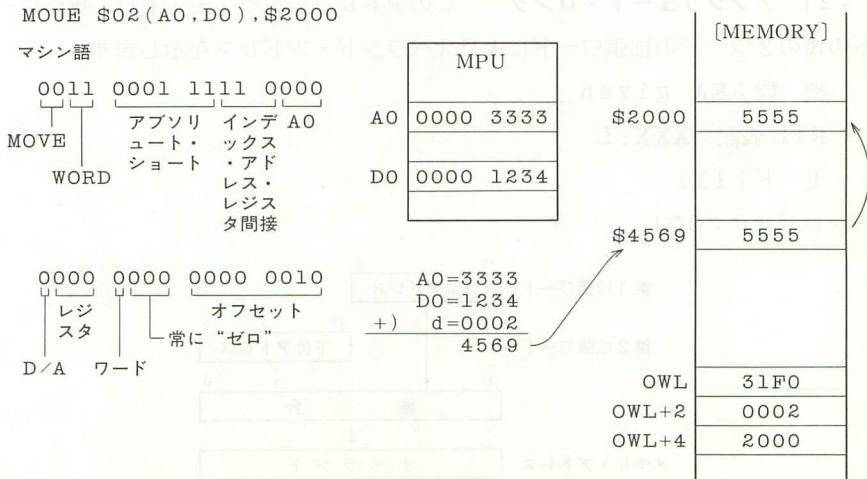 MOUE $02(A0,D0),$2000
マシン語
0011 0001 1111 0000
MOVE
WORD
アブソリュート・ショート
インデックス・アドレス・レジスタ間接
A0
0000 0000 0000 0010
D/A
レジスタ
ワード
常に“ゼロ”
オフセット
MPU
A0 0000 3333
D0 0000 1234
A0=3333
D0=1234
+) d=0002
4569
[MEMORY]
$2000 5555
$4569 5555
OWL 31F0
OWL+2 0002
OWL+4 2000